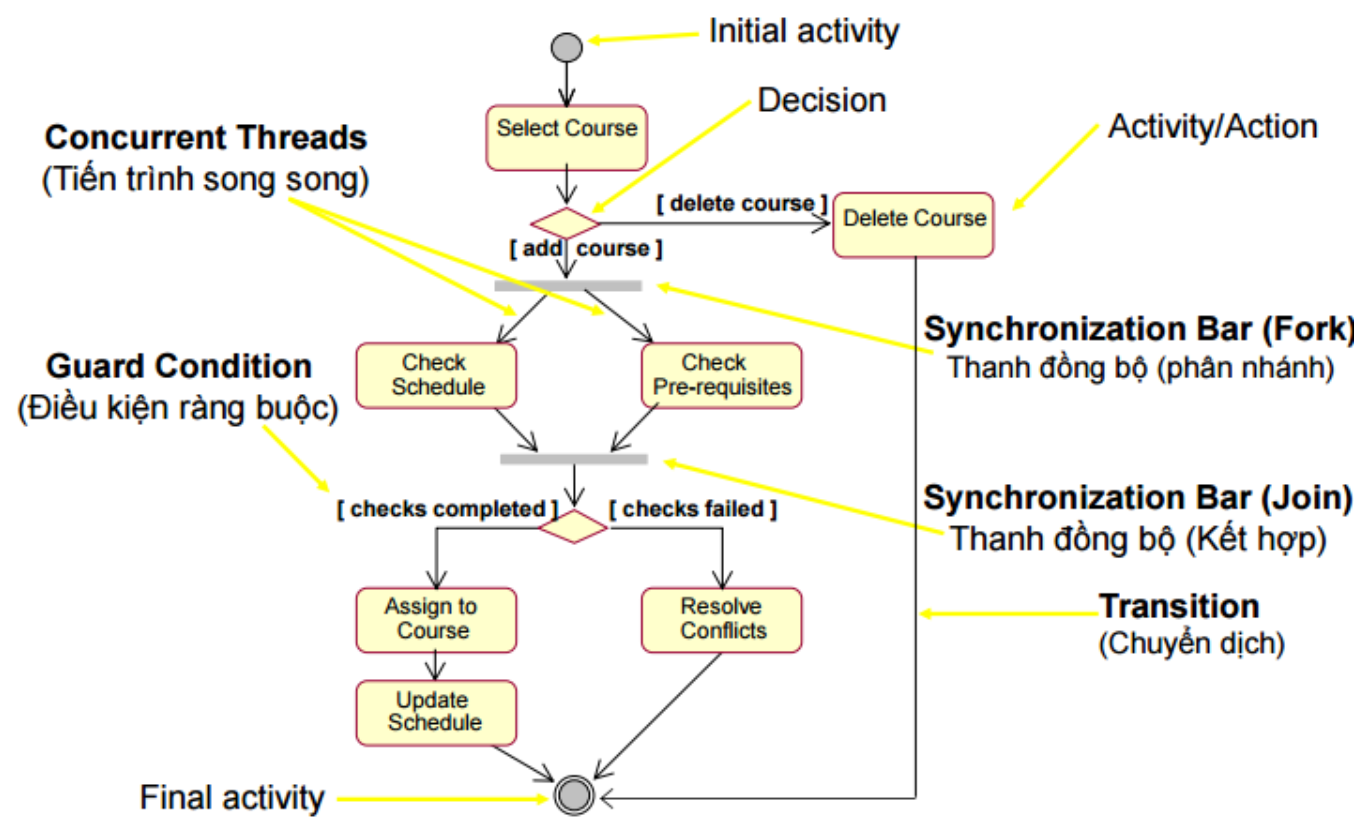 Initial activity
Decision
Select Course
Activity/Action
Concurrent Threads
(Tiến trình song song)
[ delete course ]
Delete Course
[ add course ]
Synchronization Bar (Fork)
Thanh đồng bộ (phân nhánh)
Guard Condition
(Điều kiện ràng buộc)
Check
Schedule
Check
Pre-requisites
[ checks completed ]
[ checks failed ]
Synchronization Bar (Join)
Thanh đồng bộ (Kết hợp)
Assign to
Course
Resolve
Conflicts
Transition
(Chuyển dịch)
Update
Schedule
Final activity